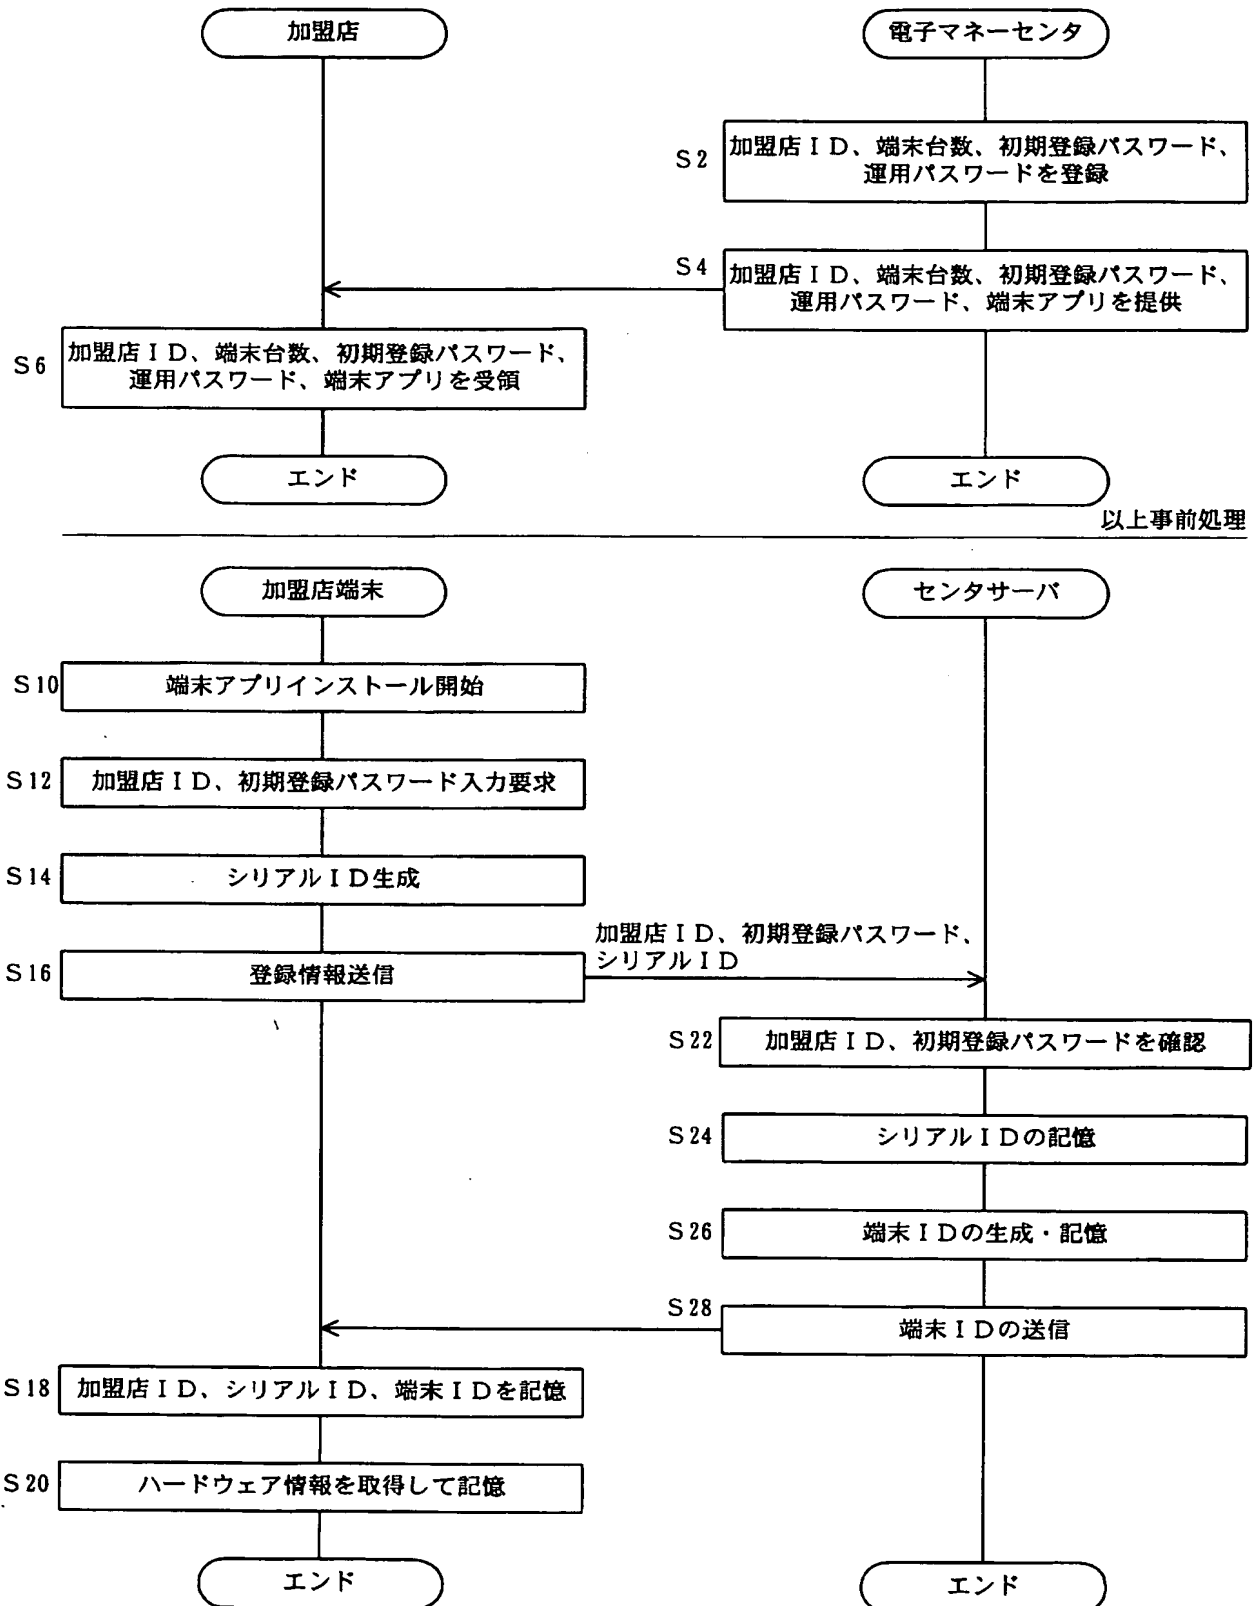 加盟店
電子マネーセンタ
S2
加盟店ID、端末台数、初期登録パスワード、
運用パスワードを登録
S4
加盟店ID、端末台数、初期登録パスワード、
運用パスワード、端末アプリを提供
S6
加盟店ID、端末台数、初期登録パスワード、
運用パスワード、端末アプリを受領
エンド
エンド
以上事前処理
加盟店端末
センタサーバ
S10
端末アプリインストール開始
S12
加盟店ID、初期登録パスワード入力要求
S14
シリアルID生成
加盟店ID、初期登録パスワード、
シリアルID
S16
登録情報送信
S22
加盟店ID、初期登録パスワードを確認
S24
シリアルIDの記憶
S26
端末IDの生成・記憶
S28
端末IDの送信
S18
加盟店ID、シリアルID、端末IDを記憶
S20
ハードウェア情報を取得して記憶
エンド
エンド